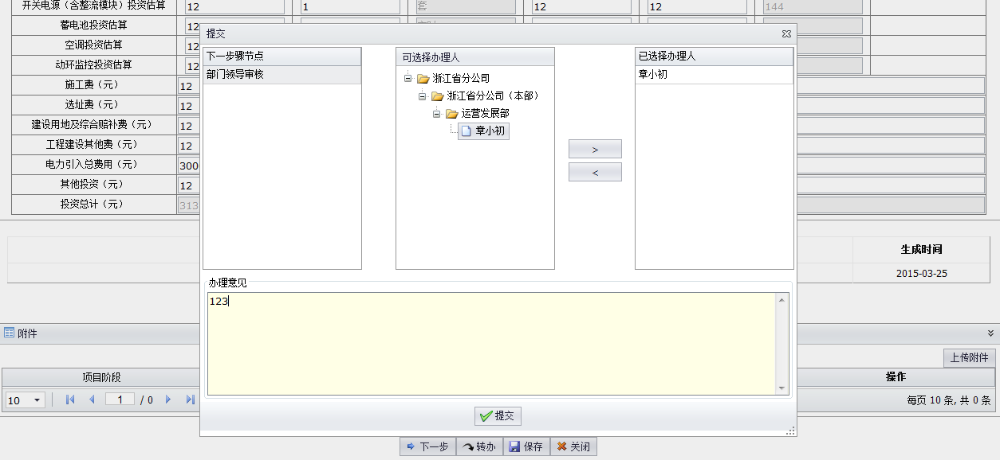 开关电源（含整流模块）投资估算 12 1 套 12 12 144
蓄电池投资估算 12
空调投资估算 12
动环监控投资估算 12
施工费（元） 12
选址费（元） 12
建设用地及综合赔补费（元） 12
工程建设其他费（元） 12
电力引入总费用（元） 300
其他投资（元） 12
投资总计（元） 313
提交
下一步骤节点
部门领导审核
可选择办理人
浙江省分公司
浙江省分公司（本部）
运营发展部
章小初
>
<
已选择办理人
章小初
办理意见
123
提交
生成时间
2015-03-25
附件
上传附件
项目阶段 操作
10 1 / 0 每页 10 条, 共 0 条
下一步 转办 保存 关闭